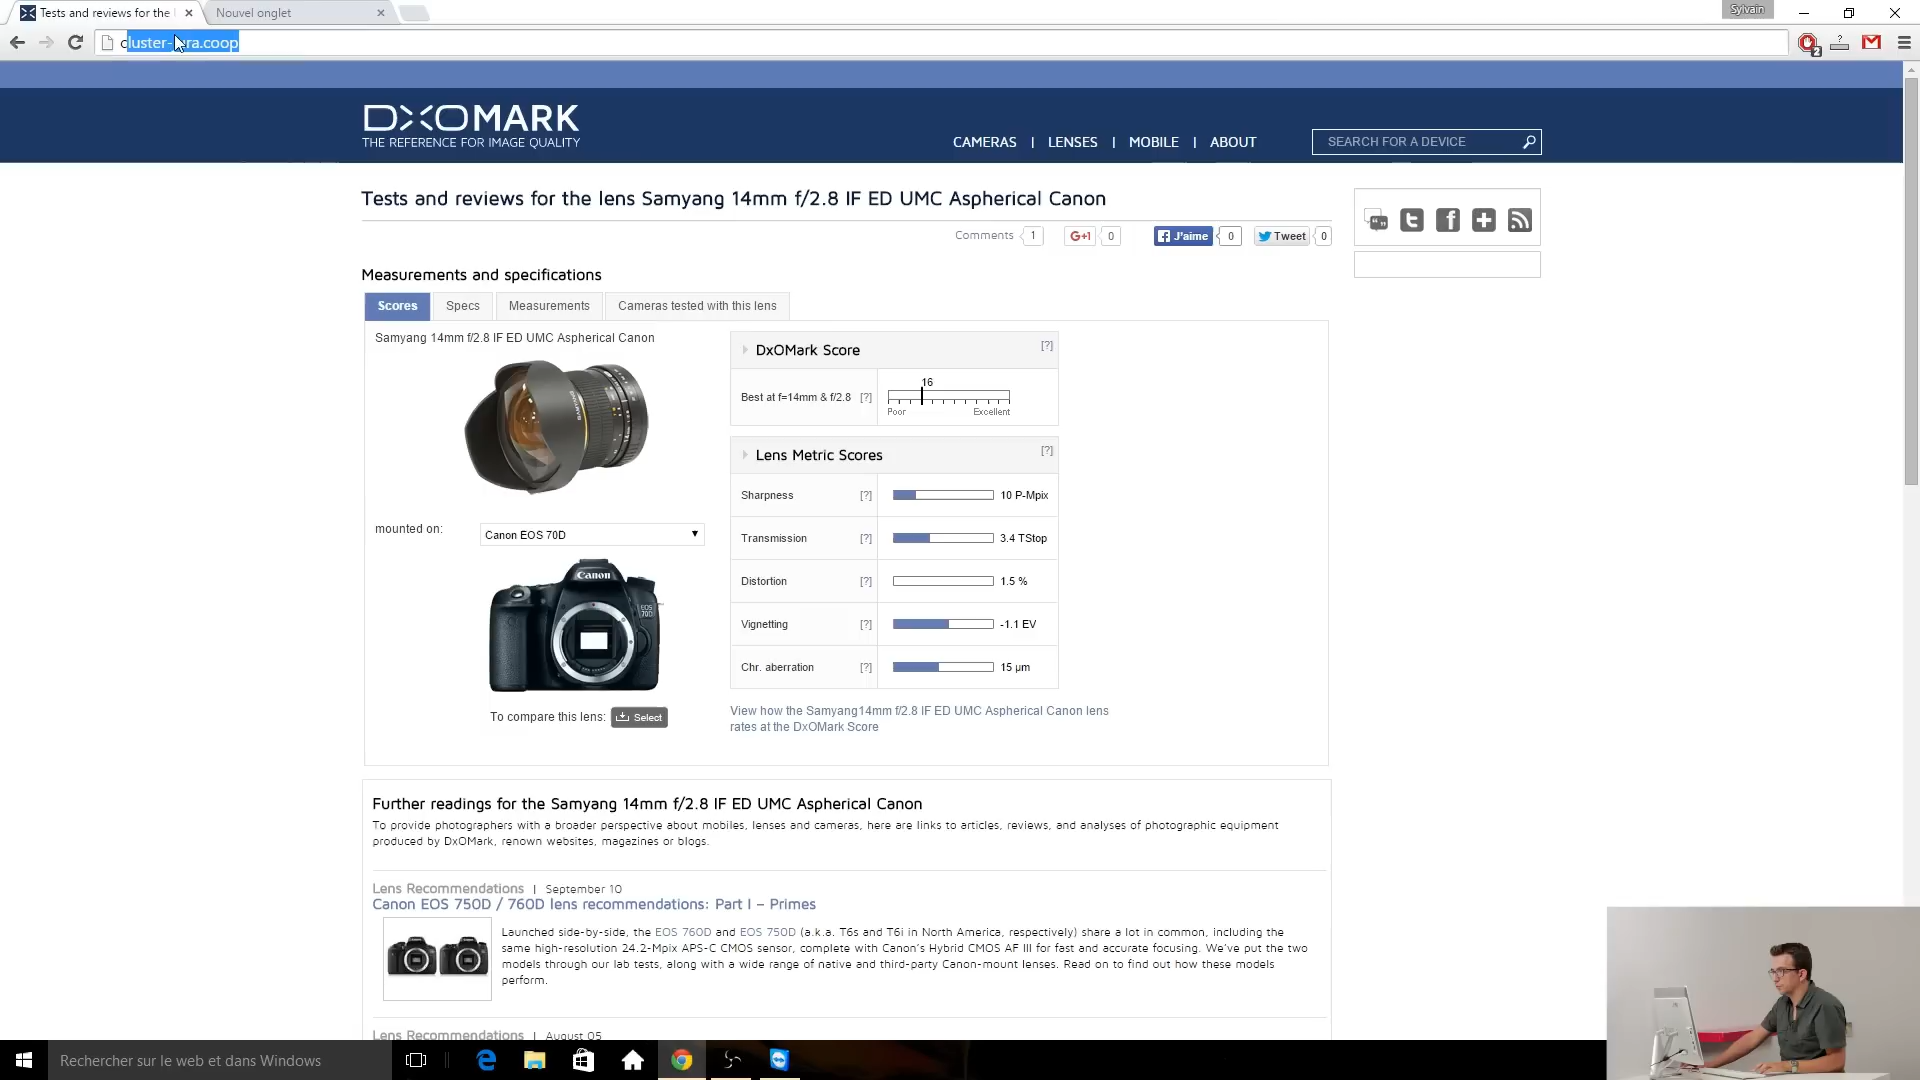 Tests and reviews for the
Nouvel onglet
Sylvain
cluster-jura.coop
2
DXOMARK
THE REFERENCE FOR IMAGE QUALITY
CAMERAS | LENSES | MOBILE | ABOUT
SEARCH FOR A DEVICE
Tests and reviews for the lens Samyang 14mm f/2.8 IF ED UMC Aspherical Canon
Comments 1 G+1 0 J'aime 0 Tweet 0
Measurements and specifications
Scores Specs Measurements Cameras tested with this lens
Samyang 14mm f/2.8 IF ED UMC Aspherical Canon
SAMYANG
mounted on: Canon EOS 70D
Canon
EOS
70D
To compare this lens: Select
DxOMark Score [?]
Best at f=14mm & f/2.8 [?] 16
Poor Excellent
Lens Metric Scores [?]
Sharpness [?] 10 P-Mpix
Transmission [?] 3.4 TStop
Distortion [?] 1.5 %
Vignetting [?] -1.1 EV
Chr. aberration [?] 15 µm
View how the Samyang14mm f/2.8 IF ED UMC Aspherical Canon lens
rates at the DxOMark Score
Further readings for the Samyang 14mm f/2.8 IF ED UMC Aspherical Canon
To provide photographers with a broader perspective about mobiles, lenses and cameras, here are links to articles, reviews, and analyses of photographic equipment
produced by DxOMark, renown websites, magazines or blogs.
Lens Recommendations | September 10
Canon EOS 750D / 760D lens recommendations: Part I – Primes
Launched side-by-side, the EOS 760D and EOS 750D (a.k.a. T6s and T6i in North America, respectively) share a lot in common, including the
same high-resolution 24.2-Mpix APS-C CMOS sensor, complete with Canon's Hybrid CMOS AF III for fast and accurate focusing. We've put the two
models through our lab tests, along with a wide range of native and third-party Canon-mount lenses. Read on to find out how these models
perform.
Lens Recommendations | August 05
Rechercher sur le web et dans Windows